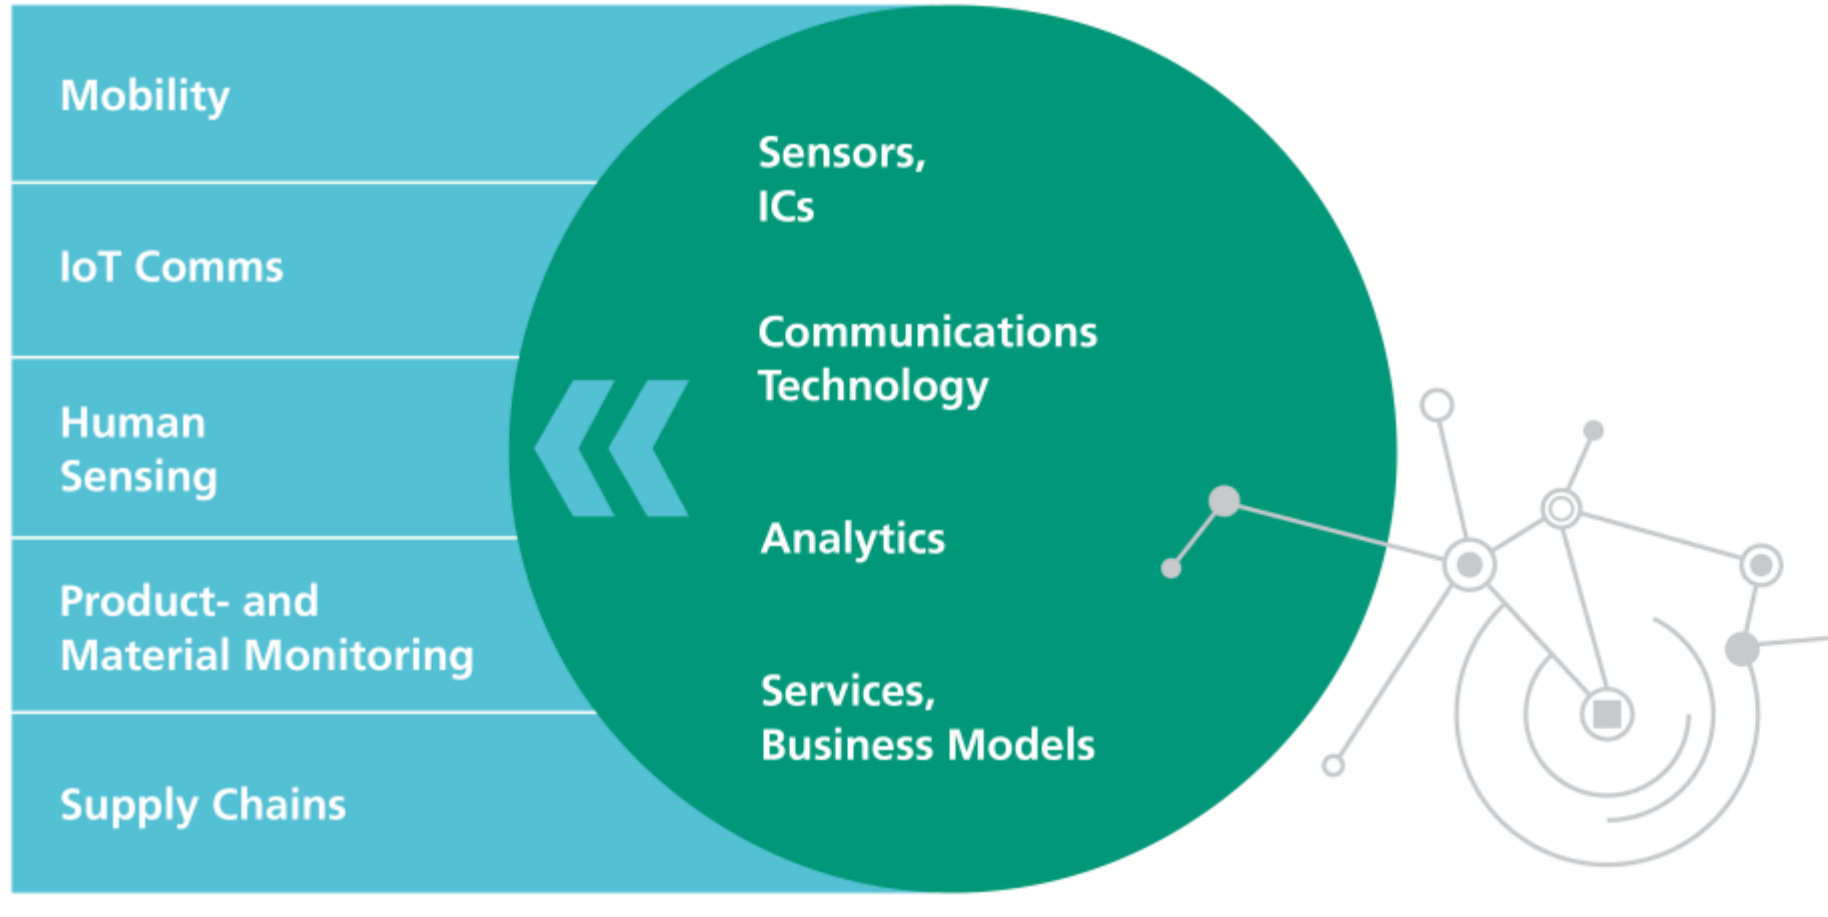 Mobility
IoT Comms
Human
Sensing
Product- and
Material Monitoring
Supply Chains
Sensors,
ICs
Communications
Technology
Analytics
Services,
Business Models